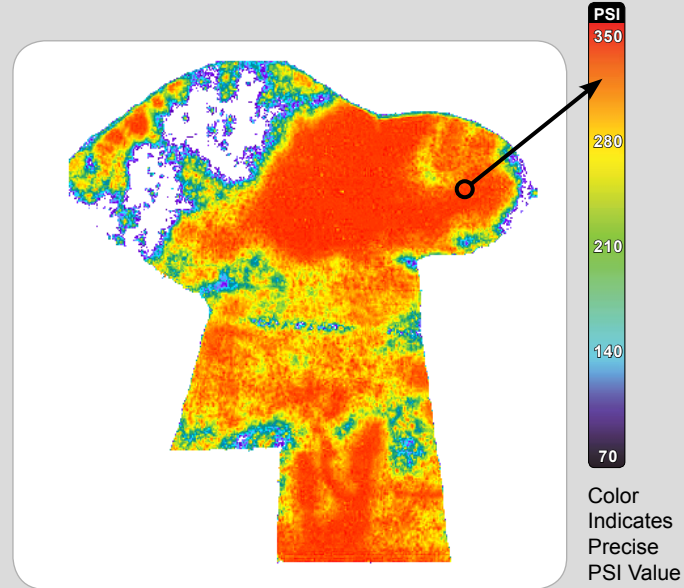 PSI
350
280
210
140
70
Color
Indicates
Precise
PSI Value